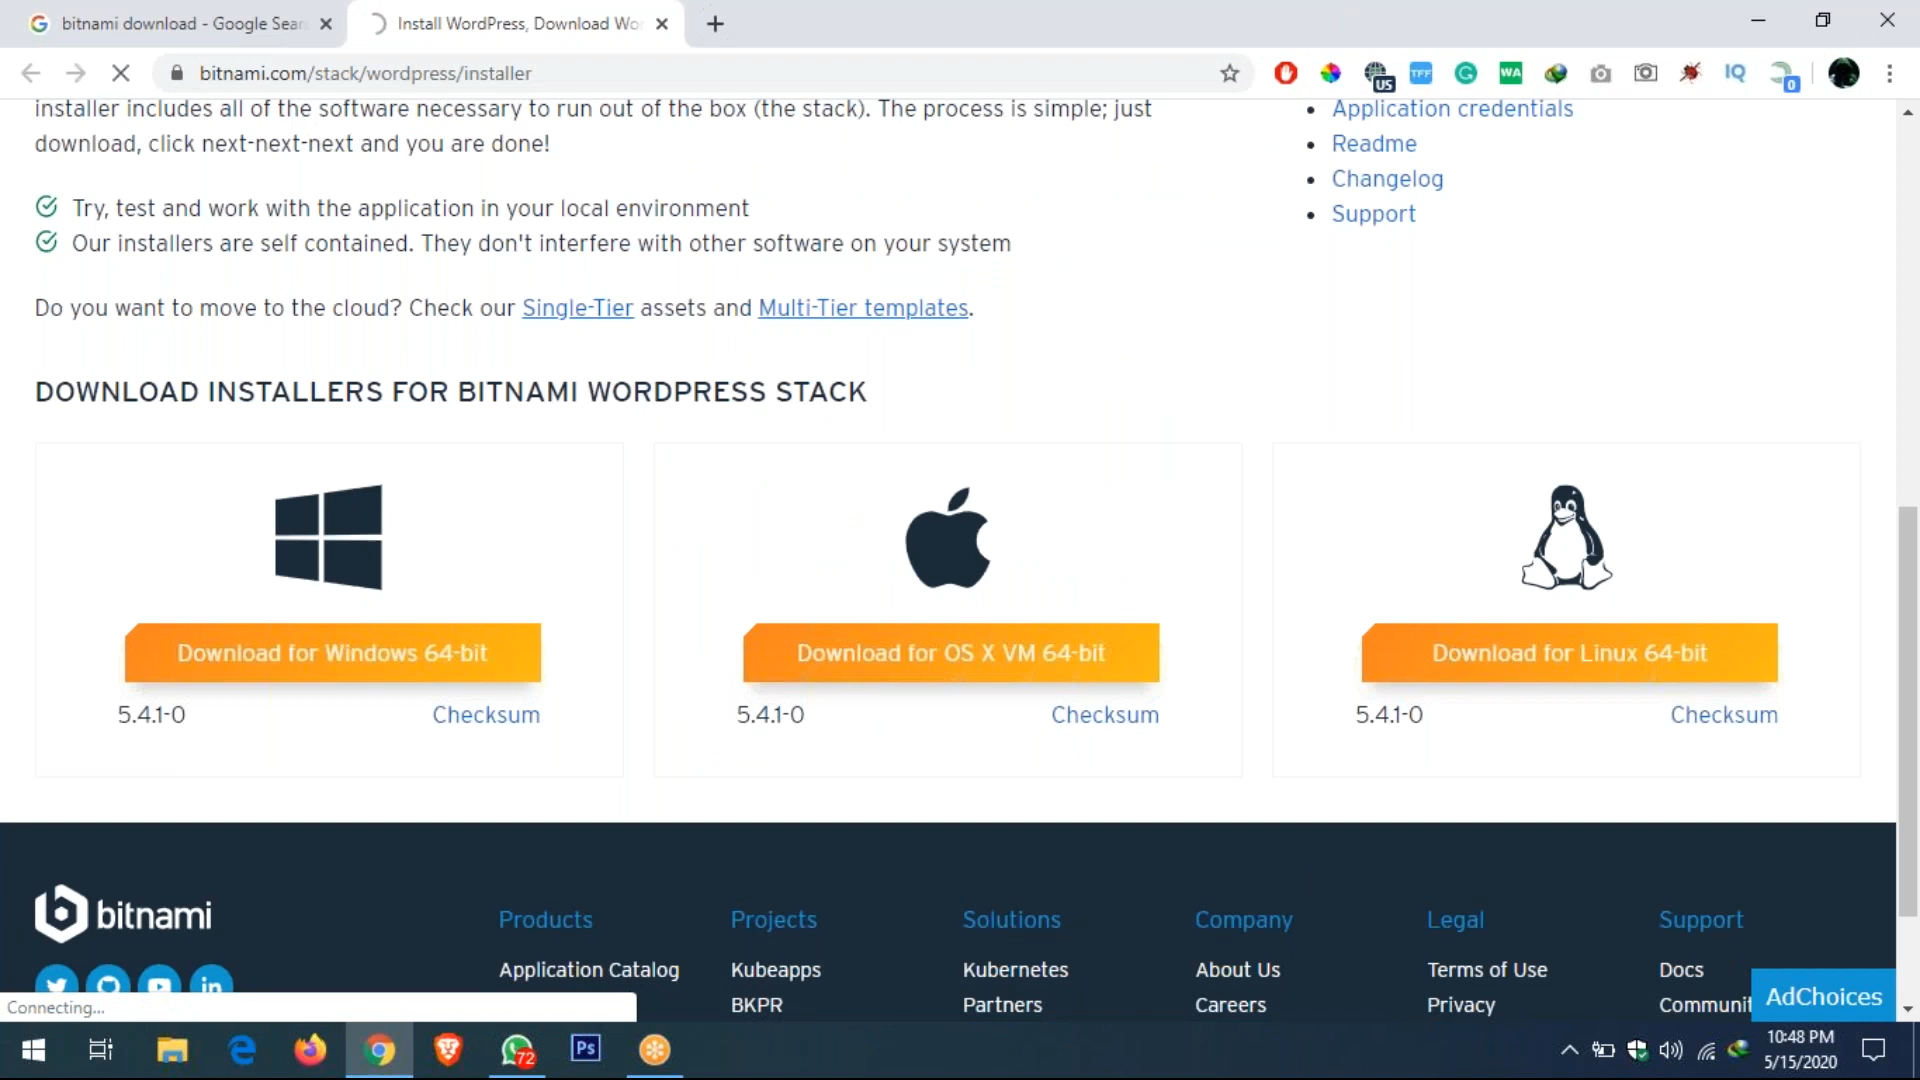 bitnami download - Google Sear
Install WordPress, Download Wo
bitnami.com/stack/wordpress/installer
US
TFF
WA
IQ
0
installer includes all of the software necessary to run out of the box (the stack). The process is simple; just
download, click next-next-next and you are done!
Try, test and work with the application in your local environment
Our installers are self contained. They don't interfere with other software on your system
Do you want to move to the cloud? Check our Single-Tier assets and Multi-Tier templates.
Application credentials
Readme
Changelog
Support
DOWNLOAD INSTALLERS FOR BITNAMI WORDPRESS STACK
Download for Windows 64-bit
5.4.1-0 Checksum
Download for OS X VM 64-bit
5.4.1-0 Checksum
Download for Linux 64-bit
5.4.1-0 Checksum
bitnami
Products
Application Catalog
Projects
Kubeapps
BKPR
Solutions
Kubernetes
Partners
Company
About Us
Careers
Legal
Terms of Use
Privacy
Support
Docs
Communit
AdChoices
Connecting...
72
Ps
10:48 PM
5/15/2020